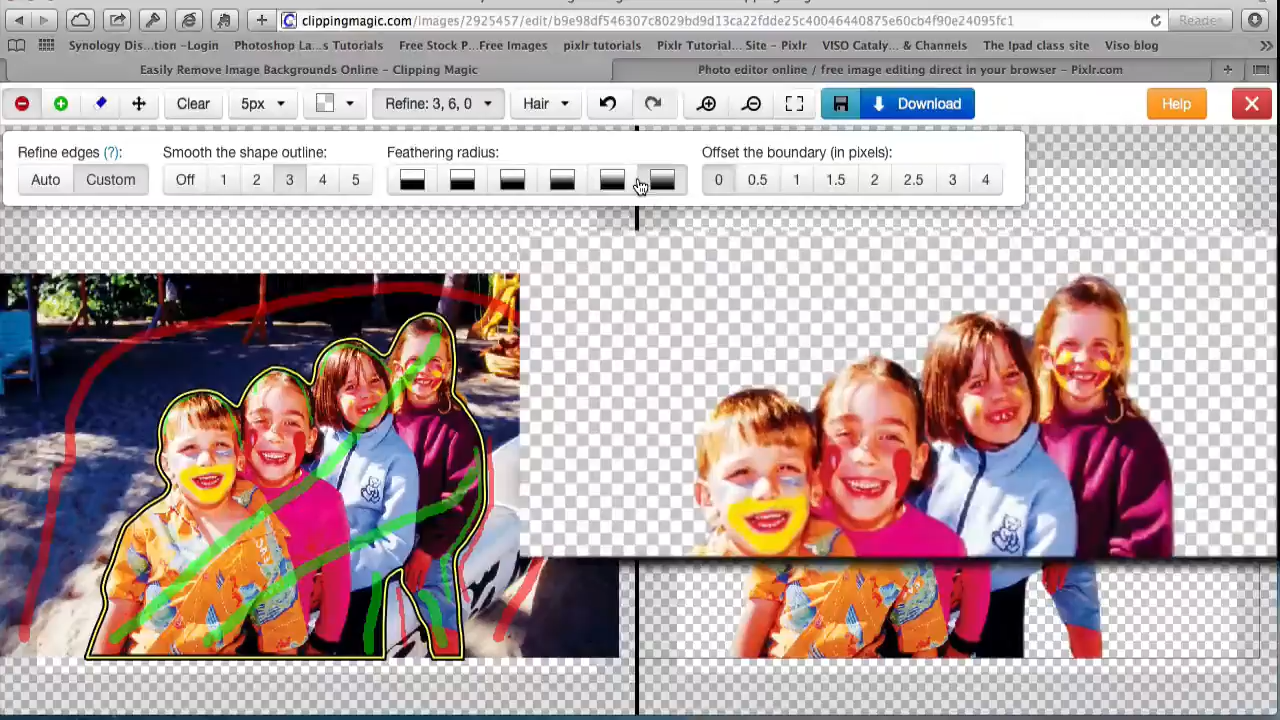 clippingmagic.com/images/2925457/edit/b9e98df546307c8029bd9d13ca22fdde25c40046440875e60cb4f90e24095fc1 Reader
Synology Dis...tion –Login Photoshop La...s Tutorials Free Stock P...Free Images pixlr tutorials Pixlr Tutorial... Site – Pixlr VISO Cataly... & Channels The Ipad class site Viso blog
Easily Remove Image Backgrounds Online – Clipping Magic Photo editor online / free image editing direct in your browser – Pixlr.com
Clear 5px Refine: 3, 6, 0 Hair Download Help
Refine edges (?): Smooth the shape outline: Feathering radius: Offset the boundary (in pixels):
Auto Custom Off 1 2 3 4 5 0 0.5 1 1.5 2 2.5 3 4